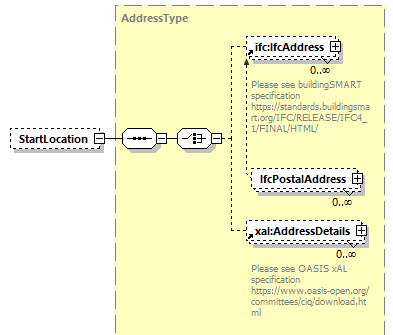 AddressType
ifc:IfcAddress
0..∞
Please see buildingSMART
specification
https://standards.buildingsma
rt.org/IFC/RELEASE/IFC4_
1/FINAL/HTML/
StartLocation
IfcPostalAddress
0..∞
xal:AddressDetails
0..∞
Please see OASIS xAL
specification
https://www.oasis-open.org/
committees/ciq/download.ht
ml